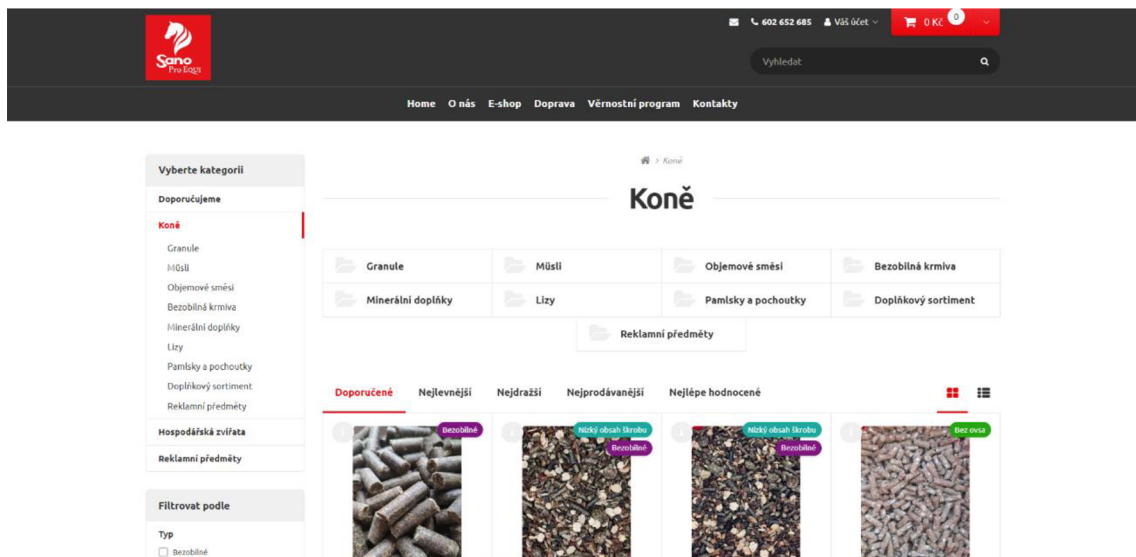 602 652 685 Váš účet 0 Kč 0
Sano
Pro Equi
Vyhledat
Home O nás E-shop Doprava Věrnostní program Kontakty
Vyberte kategorii
Doporučujeme
Koně
Granule
Müsli
Objemové směsi
Bezobilná krmiva
Minerální doplňky
Lizy
Pamlsky a pochoutky
Doplňkový sortiment
Reklamní předměty
Hospodářská zvířata
Reklamní předměty
Filtrovat podle
Typ
Bezobilné
> Koně
Koně
Granule Müsli Objemové směsi Bezobilná krmiva
Minerální doplňky Lizy Pamlsky a pochoutky Doplňkový sortiment
Reklamní předměty
Doporučené Nejlevnější Nejdražší Nejprodávanější Nejlépe hodnocené
Bezobilné Nízký obsah škrobu Nízký obsah škrobu Bez ovsa
Bezobilné Bezobilné